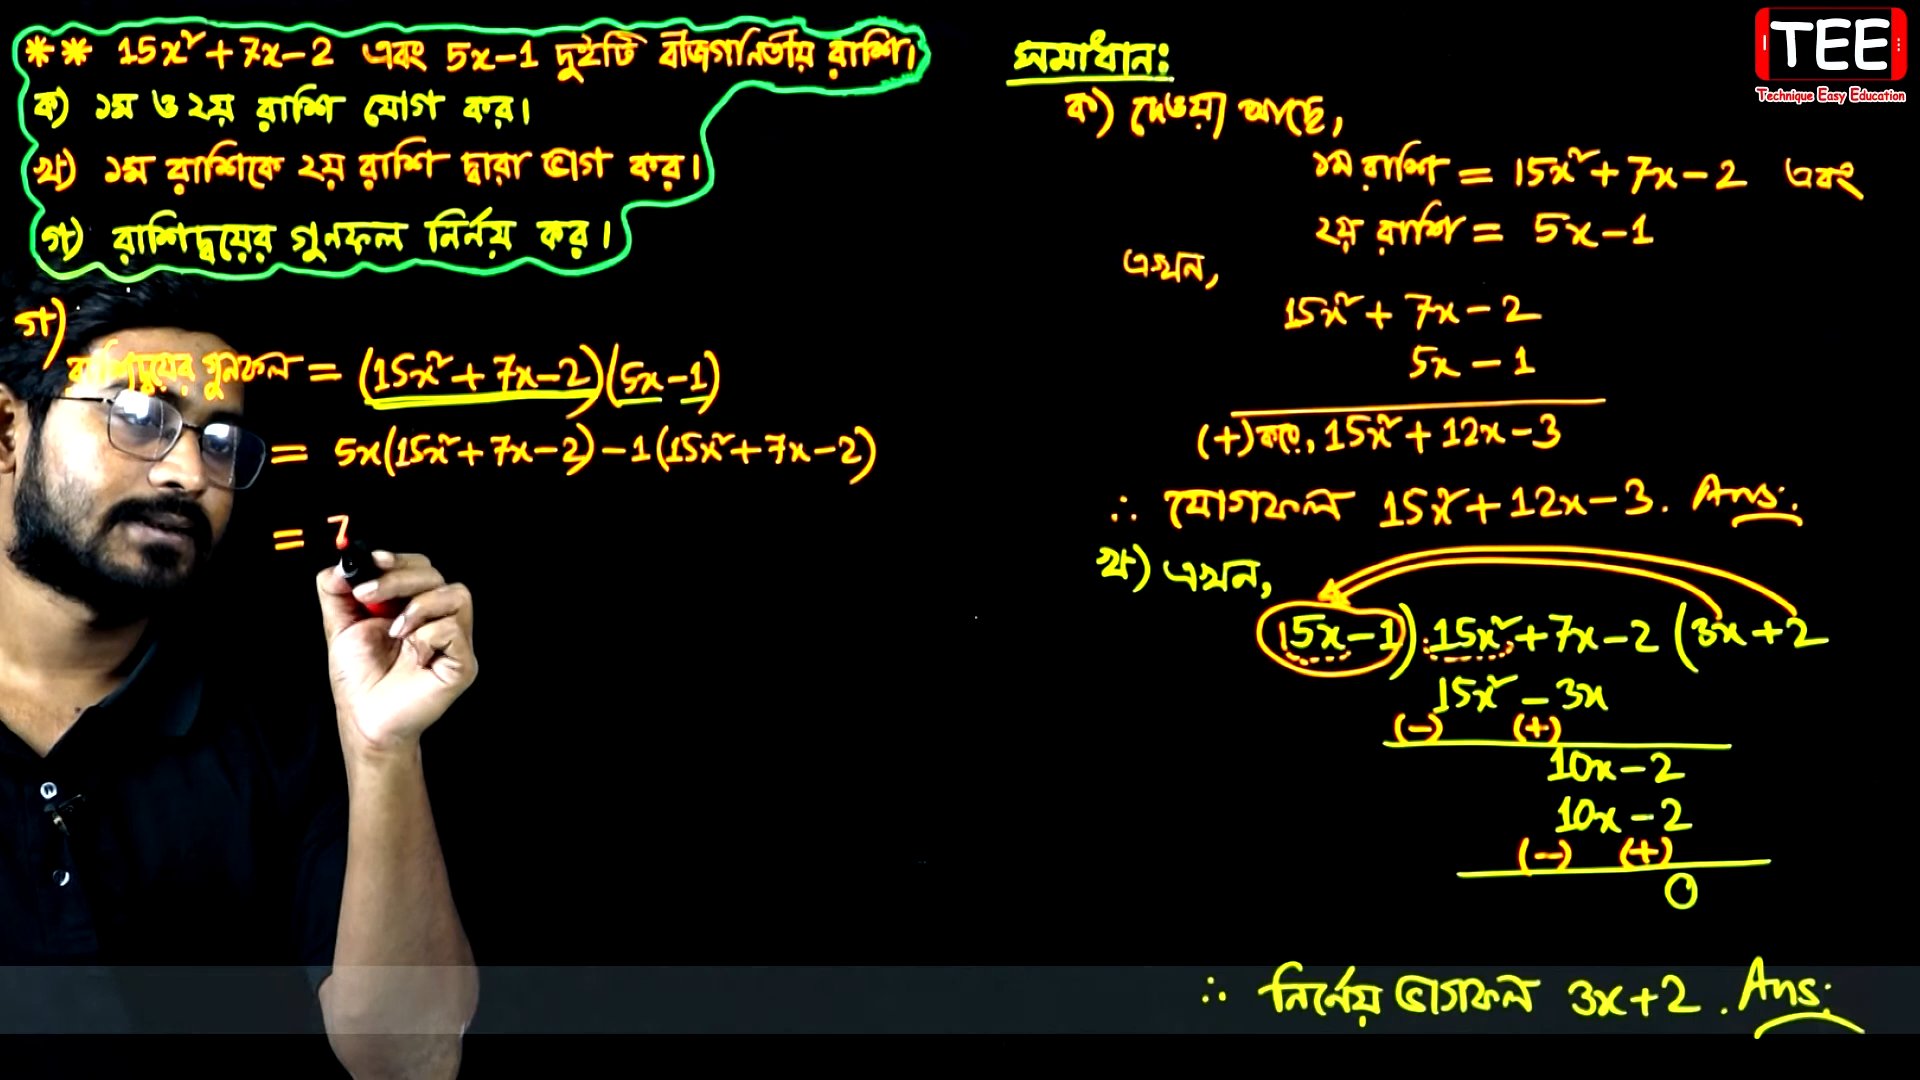 ** 15x² + 7x - 2 এবং 5x - 1 দুইটি বীজগানিতীয় রাশি।
ক) ১ম ও ২য় রাশি যোগ কর।
খ) ১ম রাশিকে ২য় রাশি দ্বারা ভাগ কর।
গ) রাশিদ্বয়ের গুনফল নির্নয় কর।
গ)
রাশিদ্বয়ের গুনফল = (15x² + 7x - 2)(5x - 1)
= 5x(15x² + 7x - 2) - 1(15x² + 7x - 2)
= 7
সমাধান:
ক) দেওয়া আছে,
১ম রাশি = 15x² + 7x - 2 এবং
২য় রাশি = 5x - 1
এখন,
15x² + 7x - 2
5x - 1
(+) করে, 15x² + 12x - 3
∴ যোগফল 15x² + 12x - 3. Ans:
খ) এখন,
5x - 1) 15x² + 7x - 2 (3x + 2
15x² - 3x
(-) (+)
10x - 2
10x - 2
(-) (+)
0
∴ নির্নেয় ভাগফল 3x + 2. Ans:
TEE
Technique Easy Education